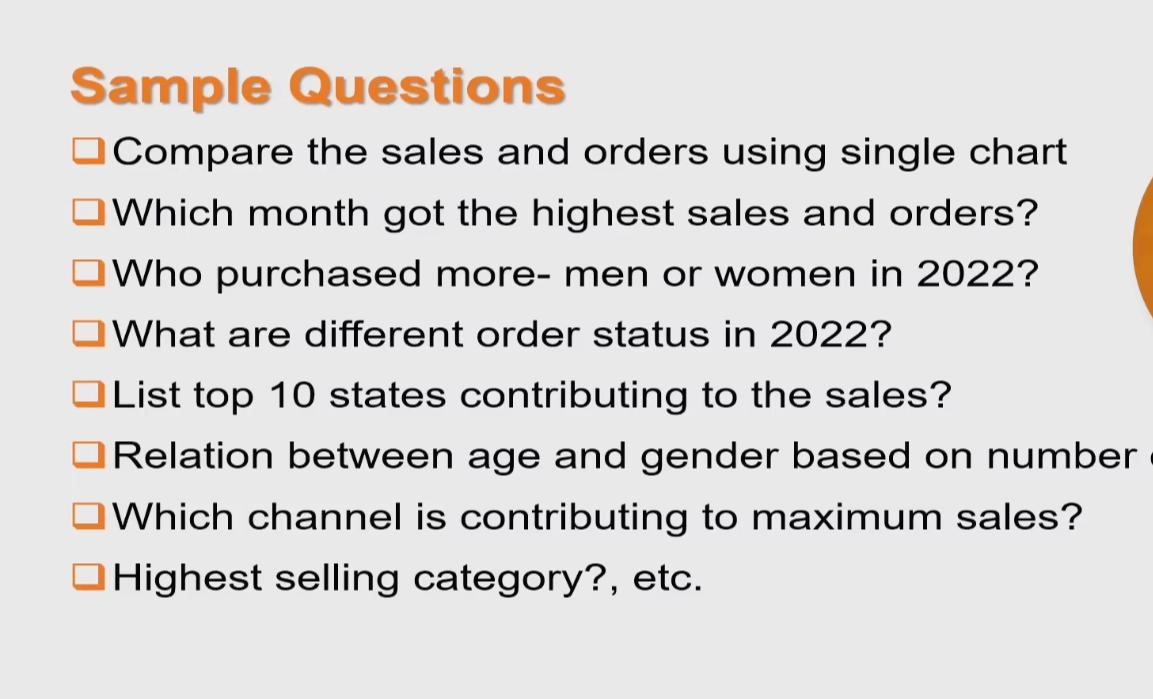 Sample Questions
Compare the sales and orders using single chart
Which month got the highest sales and orders?
Who purchased more- men or women in 2022?
What are different order status in 2022?
List top 10 states contributing to the sales?
Relation between age and gender based on number
Which channel is contributing to maximum sales?
Highest selling category?, etc.